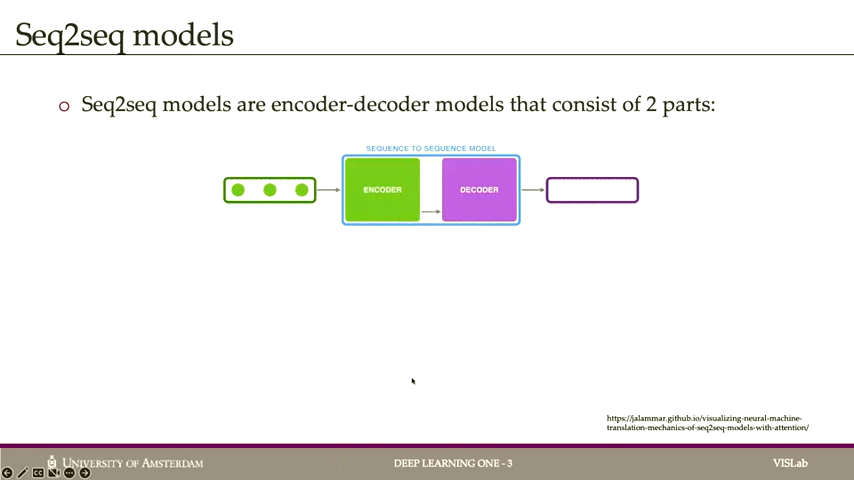 Seq2seq models
Seq2seq models are encoder-decoder models that consist of 2 parts:
SEQUENCE TO SEQUENCE MODEL
ENCODER
DECODER
https://jalammar.github.io/visualizing-neural-machine-
translation-mechanics-of-seq2seq-models-with-attention/
UNIVERSITY OF AMSTERDAM
DEEP LEARNING ONE - 3
VISLab
CC